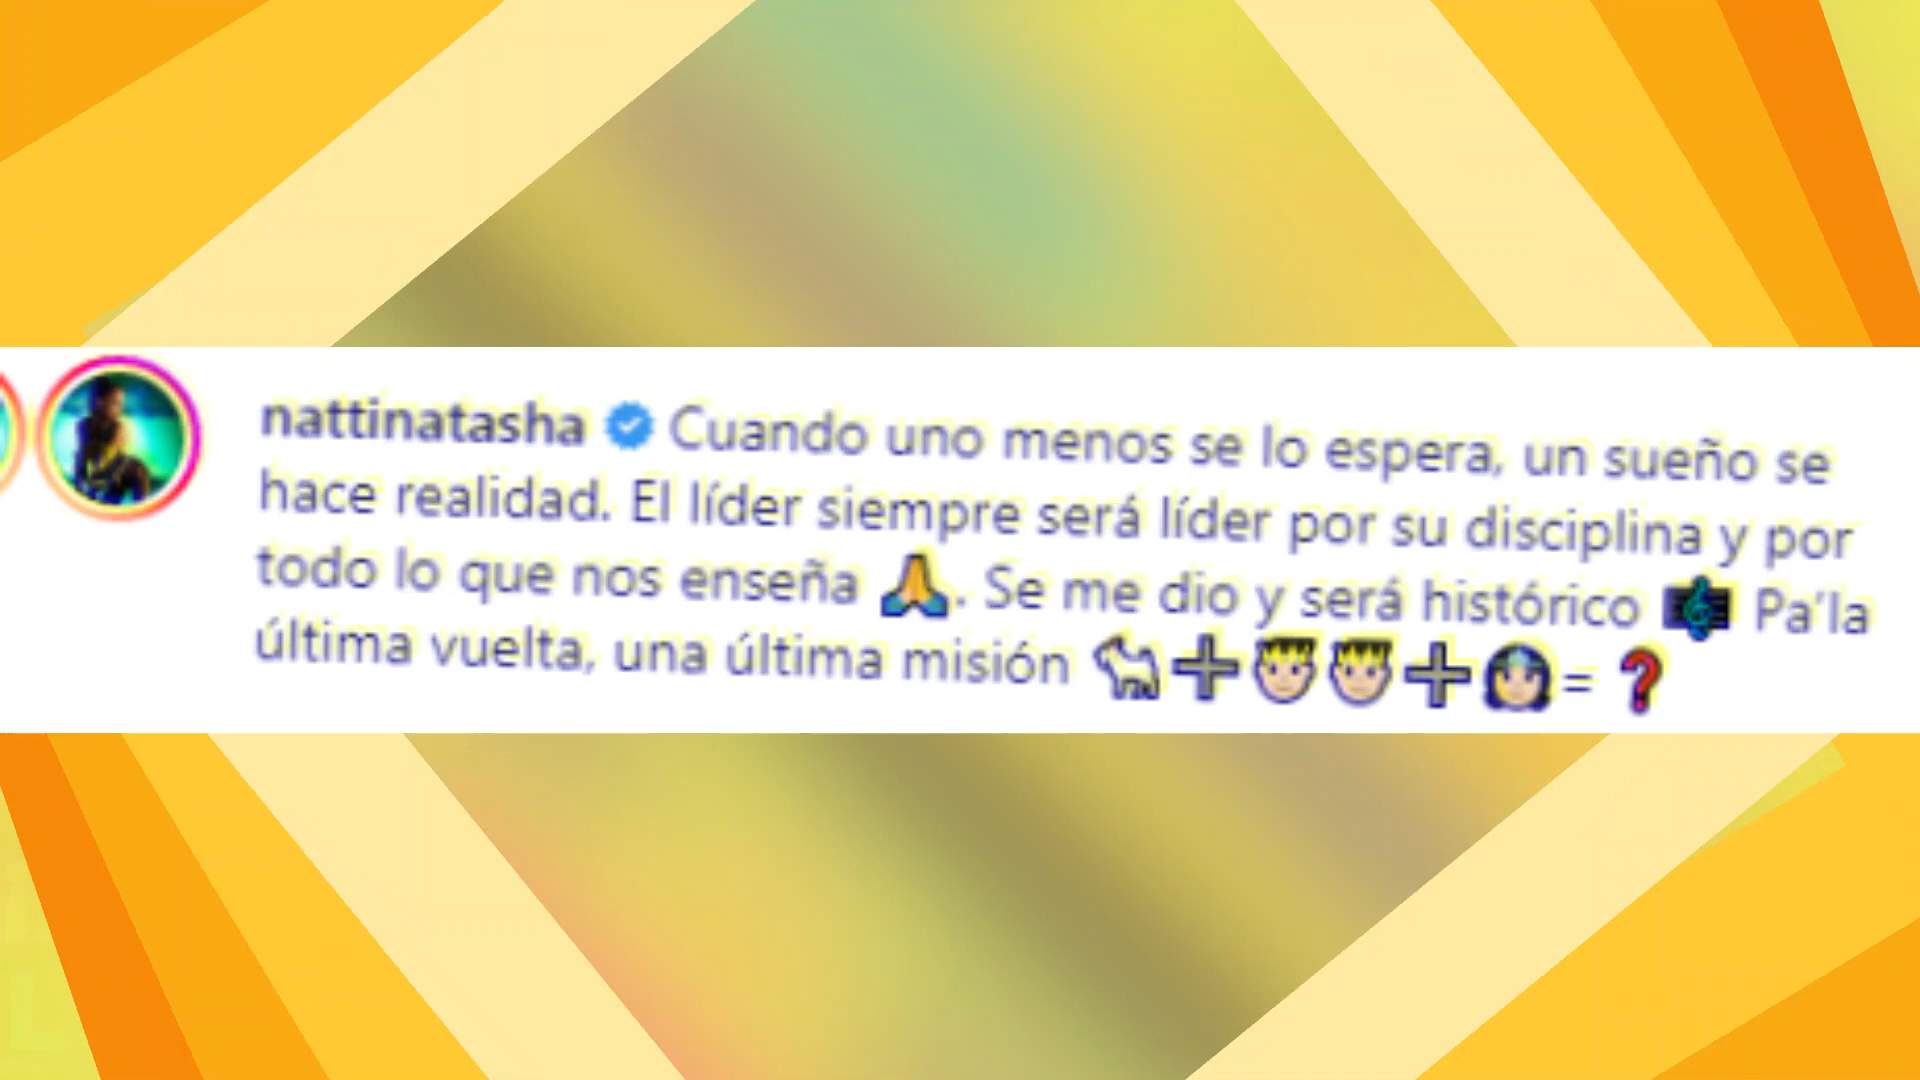 nattinatasha Cuando uno menos se lo espera, un sueño se
hace realidad. El líder siempre será líder por su disciplina y por
todo lo que nos enseña 🙏. Se me dio y será histórico 🎼 Pa'la
última vuelta, una última misión 🐐➕🤴🤴➕👸= ❓